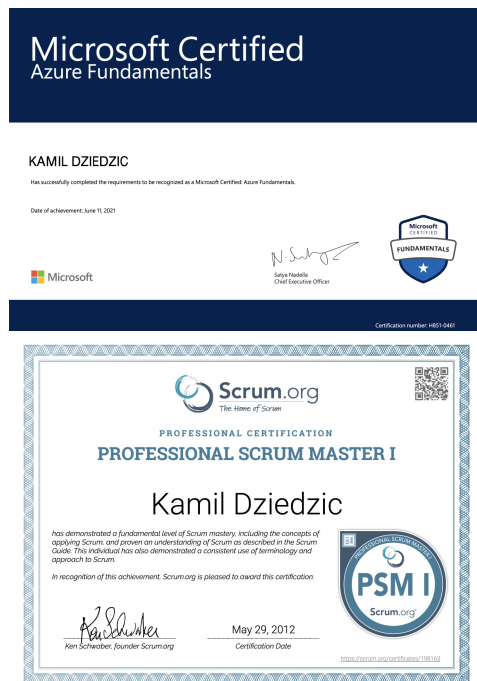 Microsoft Certified
Azure Fundamentals
KAMIL DZIEDZIC
Has successfully completed the requirements to be recognized as a Microsoft Certified: Azure Fundamentals.
Date of achievement: June 11, 2021
Microsoft
Satya Nadella
Chief Executive Officer
Microsoft
CERTIFIED
FUNDAMENTALS
Certification number: H851-0461
Scrum.org
The Home of Scrum
PROFESSIONAL CERTIFICATION
PROFESSIONAL SCRUM MASTER I
Kamil Dziedzic
has demonstrated a fundamental level of Scrum mastery, including the concepts of
applying Scrum, and proven an understanding of Scrum as described in the Scrum
Guide. This individual has also demonstrated a consistent use of terminology and
approach to Scrum.
In recognition of this achievement, Scrum.org is pleased to award this certification.
Ken Schwaber
Ken Schwaber, founder Scrum.org
May 29, 2012
Certification Date
PROFESSIONAL SCRUM MASTER I
PSM I
Scrum.org
https://scrum.org/certificates/198163